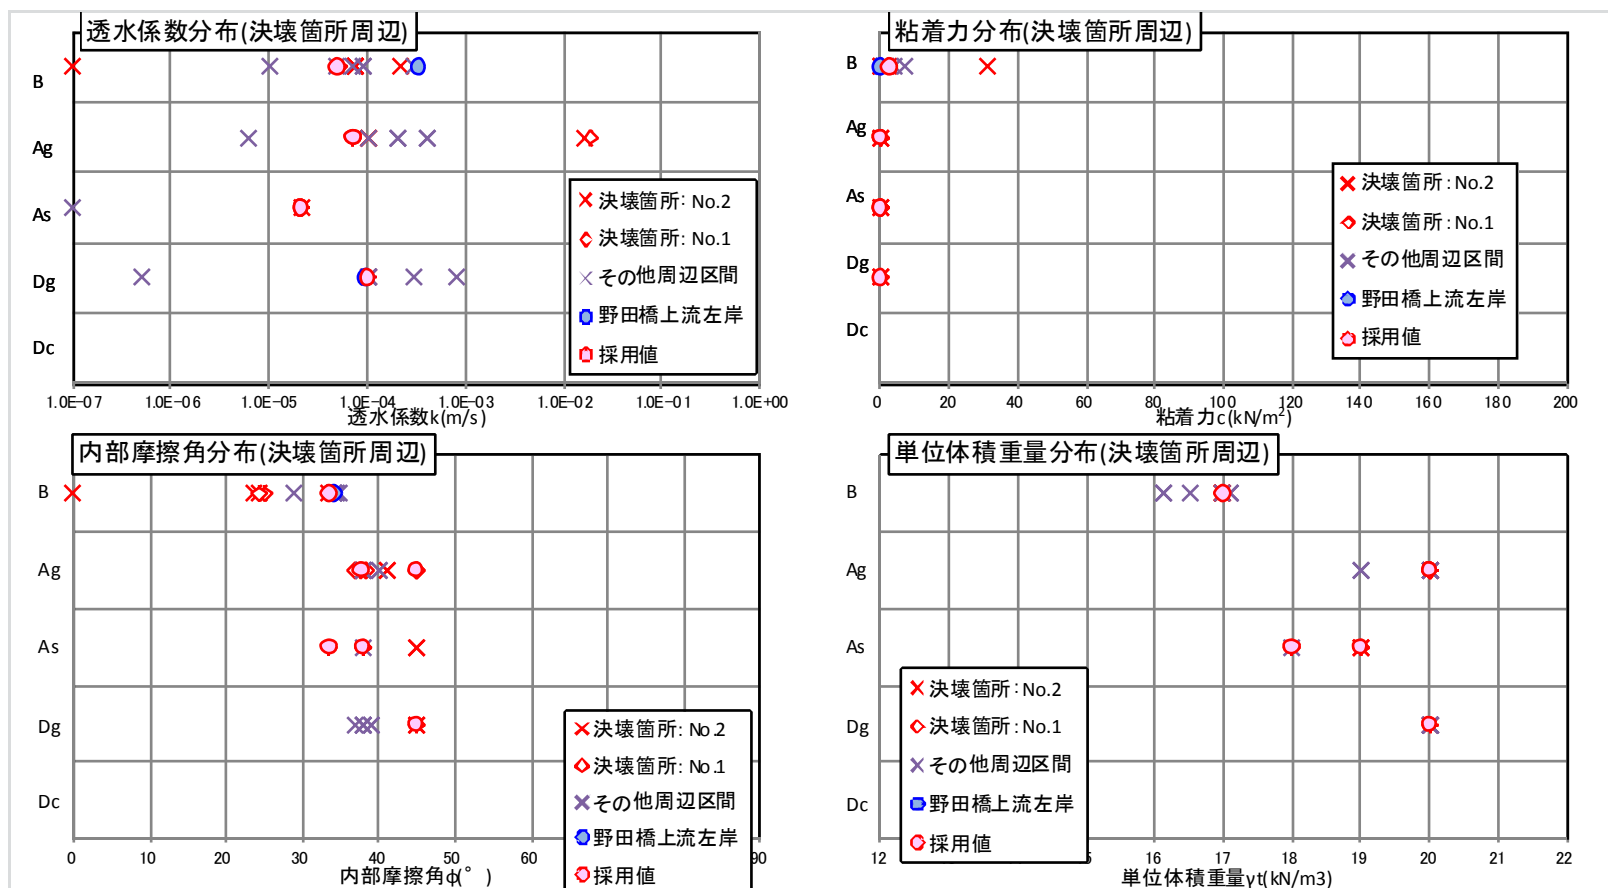 透水係数分布(決壊箇所周辺)
B
Ag
As
Dg
Dc
決壊箇所: No.2
決壊箇所: No.1
その他周辺区間
野田橋上流左岸
採用値
1.0E-07 1.0E-06 1.0E-05 1.0E-04 1.0E-03 1.0E-02 1.0E-01 1.0E+00
透水係数k(m/s)
粘着力分布(決壊箇所周辺)
B
Ag
As
Dg
Dc
決壊箇所: No.2
決壊箇所: No.1
その他周辺区間
野田橋上流左岸
採用値
0 20 40 60 80 100 120 140 160 180 200
粘着力c(kN/m²)
内部摩擦角分布(決壊箇所周辺)
B
Ag
As
Dg
Dc
決壊箇所: No.2
決壊箇所: No.1
その他周辺区間
野田橋上流左岸
採用値
0 10 20 30 40 50 60 90
内部摩擦角φ(°)
単位体積重量分布(決壊箇所周辺)
B
Ag
As
Dg
Dc
決壊箇所: No.2
決壊箇所: No.1
その他周辺区間
野田橋上流左岸
採用値
12 5 16 17 18 19 20 21 22
単位体積重量γt(kN/m3)